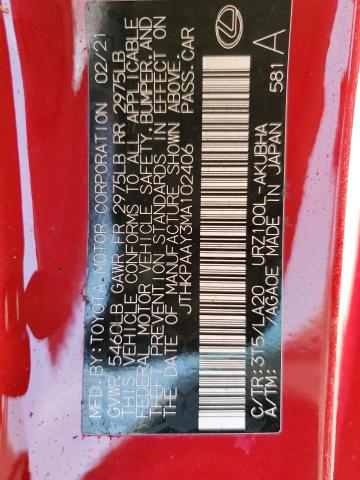 MFD. BY: TOYOTA MOTOR CORPORATION 02/21
GVWR 5460LB GAWR FR 2975LB RR 2975LB
THIS VEHICLE CONFORMS TO ALL APPLICABLE
FEDERAL MOTOR VEHICLE SAFETY, BUMPER, AND
THEFT PREVENTION STANDARDS IN EFFECT ON
THE DATE OF MANUFACTURE SHOWN ABOVE.
JTHKPAAY3MA102406 PASS. CAR
C/TR: 3T5/LA20 URZ100L-AKUBHA 581 A
A/TM: /AGA0E MADE IN JAPAN